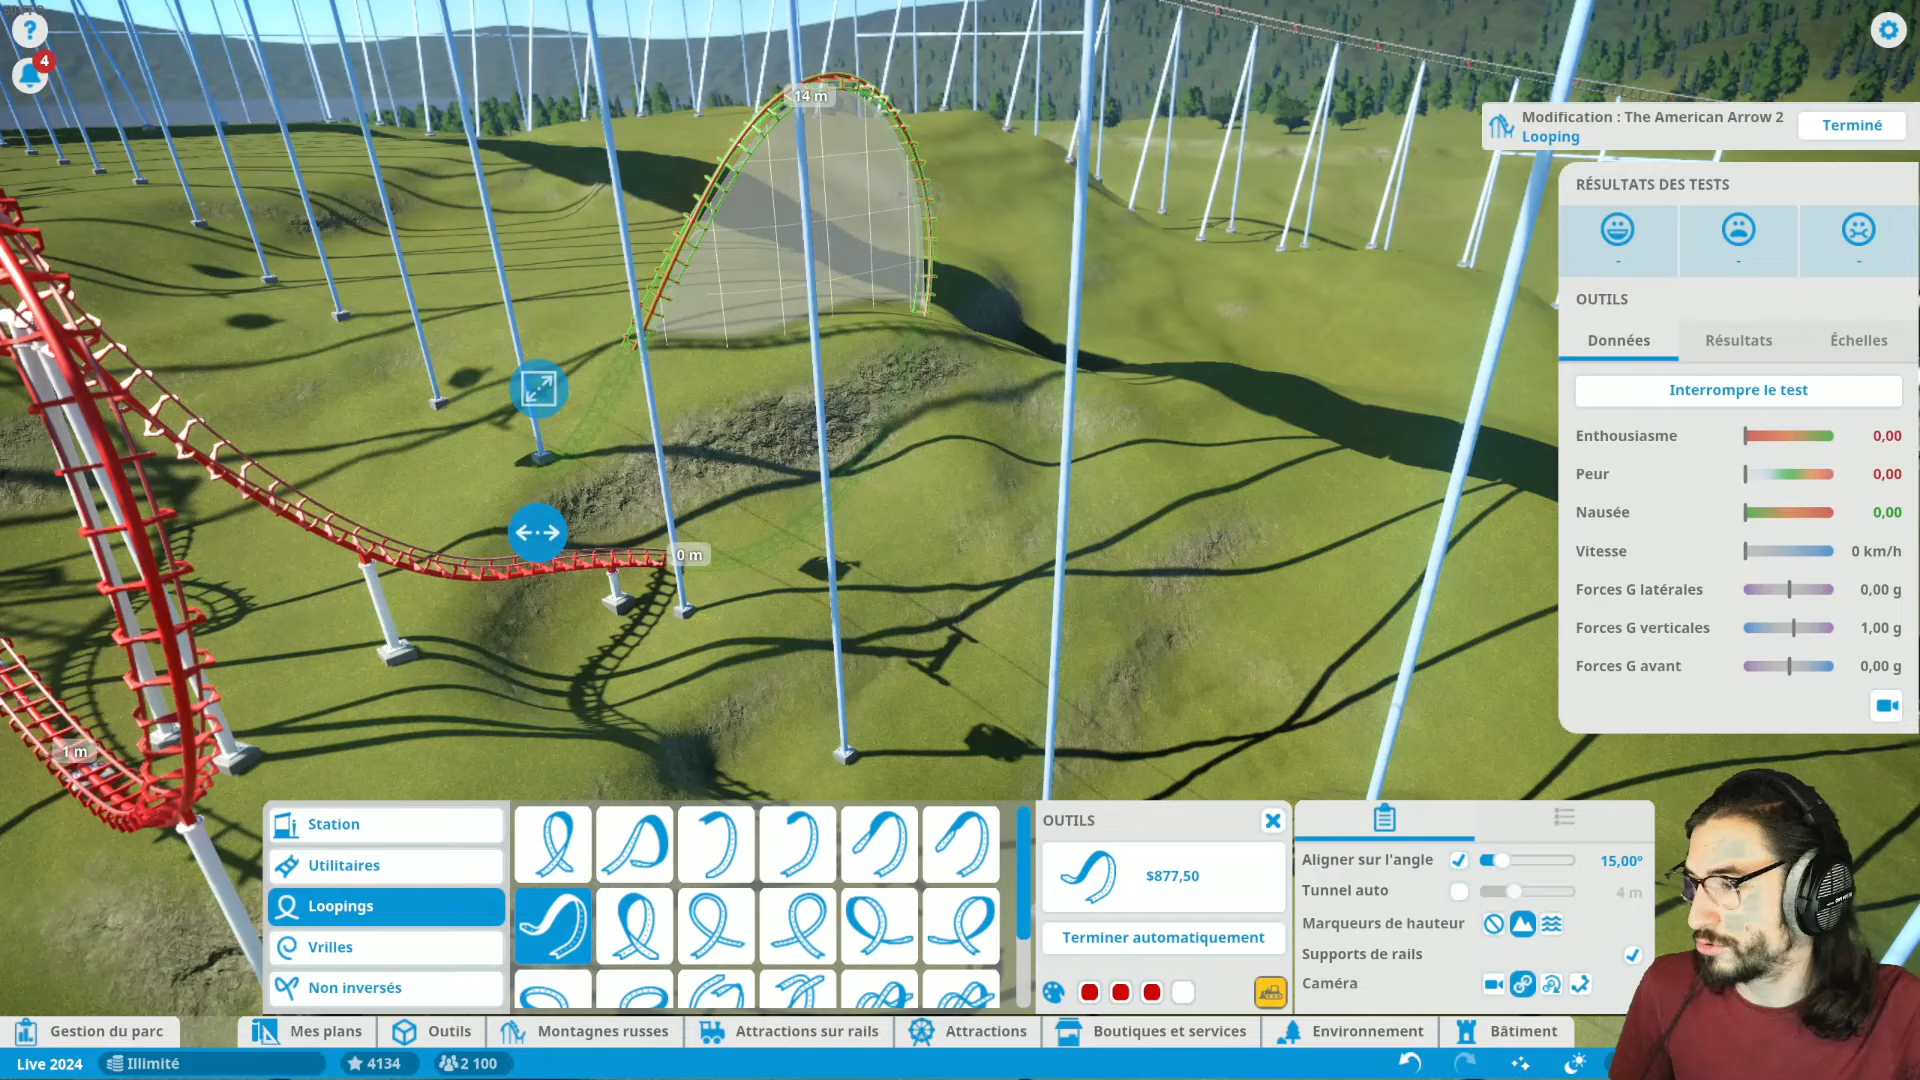 ?
4
14 m
Modification : The American Arrow 2
Looping
Terminé
RÉSULTATS DES TESTS
- - -
OUTILS
Données Résultats Échelles
Interrompre le test
Enthousiasme 0,00
Peur 0,00
Nausée 0,00
Vitesse 0 km/h
Forces G latérales 0,00 g
Forces G verticales 1,00 g
Forces G avant 0,00 g
0 m
1 m
Station
Utilitaires
Loopings
Vrilles
Non inversés
OUTILS
$877,50
Terminer automatiquement
Aligner sur l'angle 15,00°
Tunnel auto 4 m
Marqueurs de hauteur
Supports de rails
Caméra
Gestion du parc Mes plans Outils Montagnes russes Attractions sur rails Attractions Boutiques et services Environnement Bâtiment
Live 2024 Illimité 4134 2 100